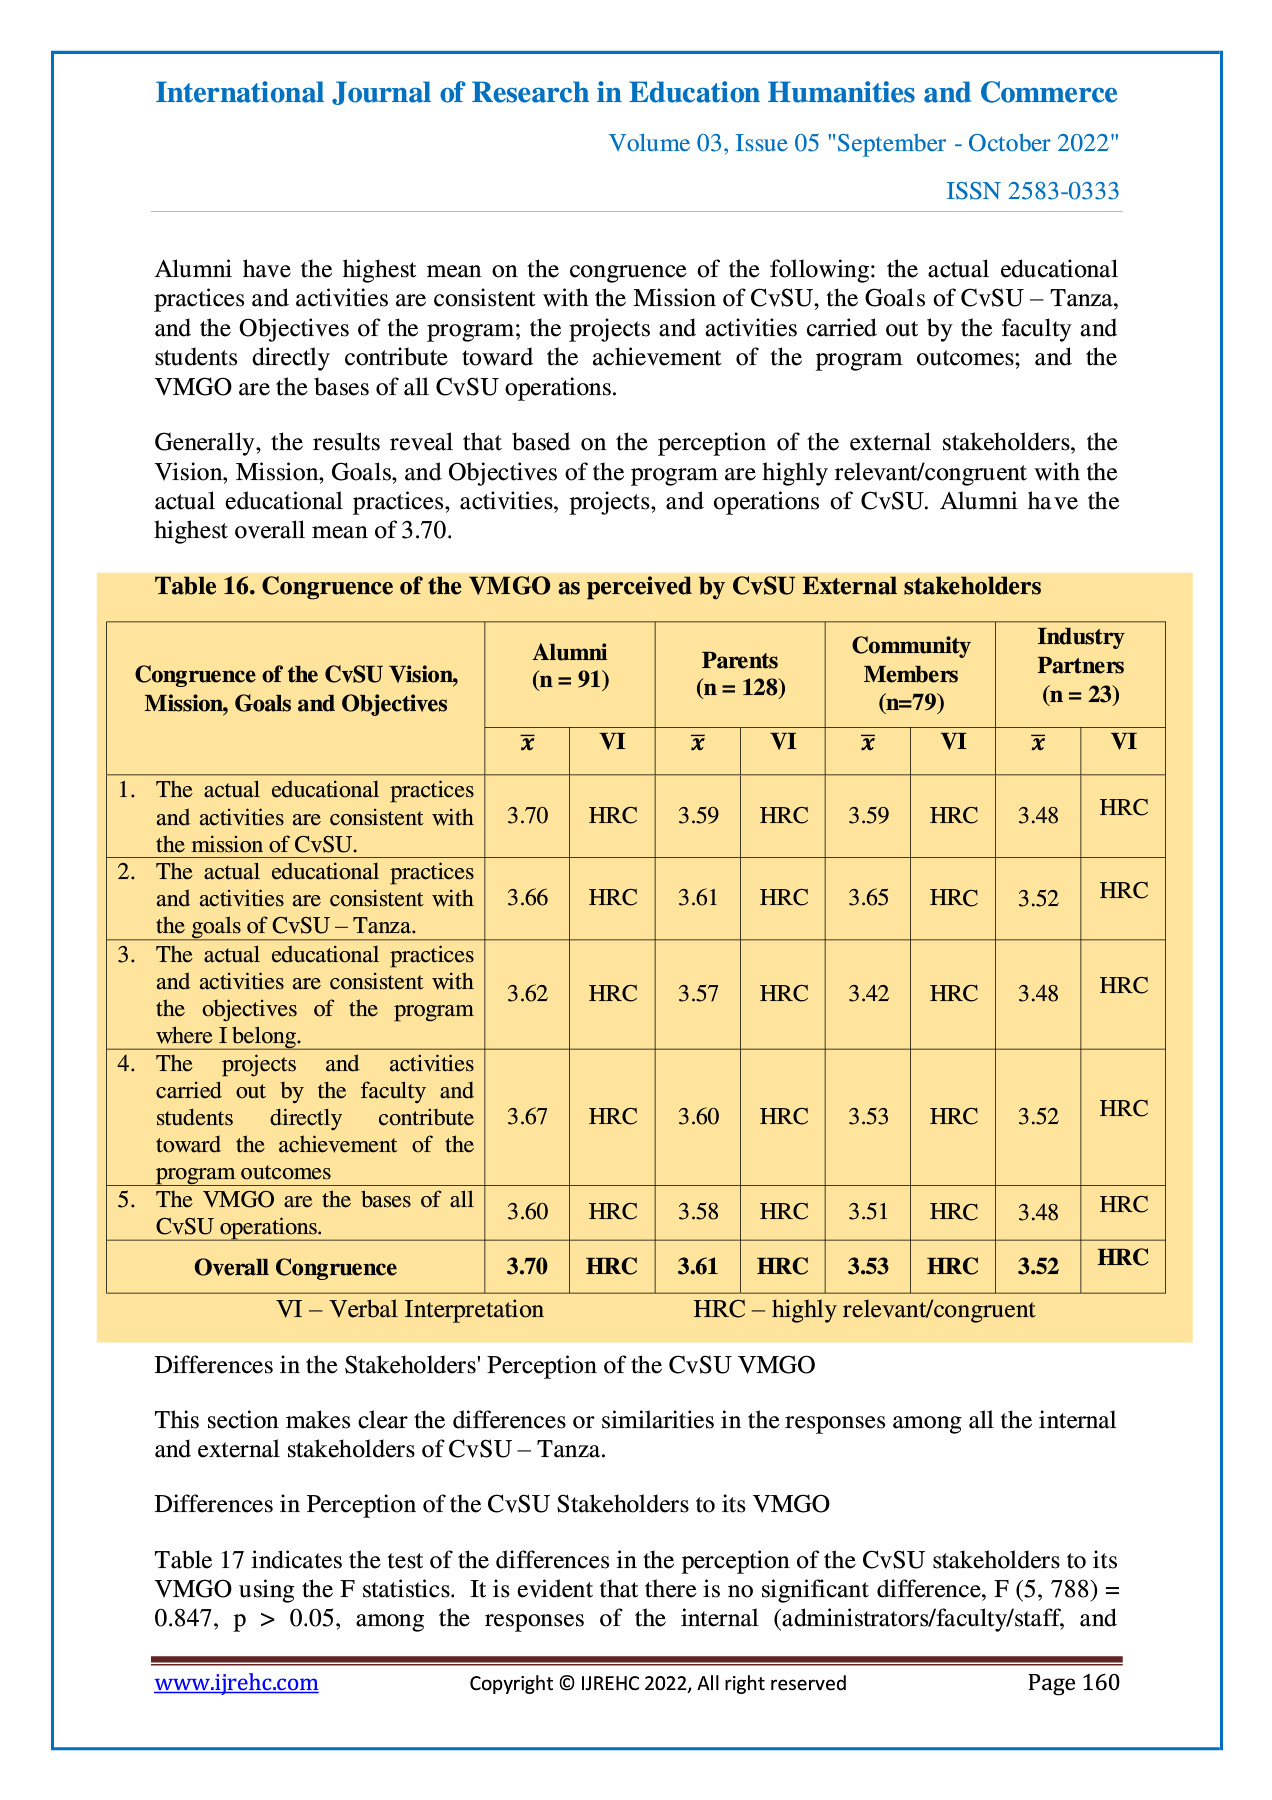 International Journal of Research in Education Humanities and Commerce
Volume 03, Issue 05 "September - October 2022"
ISSN 2583-0333
Alumni have the highest mean on the congruence of the following: the actual educational
practices and activities are consistent with the Mission of CvSU, the Goals of CvSU – Tanza,
and the Objectives of the program; the projects and activities carried out by the faculty and
students directly contribute toward the achievement of the program outcomes; and the
VMGO are the bases of all CvSU operations.
Generally, the results reveal that based on the perception of the external stakeholders, the
Vision, Mission, Goals, and Objectives of the program are highly relevant/congruent with the
actual educational practices, activities, projects, and operations of CvSU. Alumni have the
highest overall mean of 3.70.
Table 16. Congruence of the VMGO as perceived by CvSU External stakeholders
Congruence of the CvSU Vision,
Mission, Goals and Objectives
Alumni
(n = 91)
Parents
(n = 128)
Community
Members
(n=79)
Industry
Partners
(n = 23)
x̅ VI x̅ VI x̅ VI x̅ VI
1. The actual educational practices
and activities are consistent with
the mission of CvSU.
3.70 HRC 3.59 HRC 3.59 HRC 3.48 HRC
2. The actual educational practices
and activities are consistent with
the goals of CvSU – Tanza.
3.66 HRC 3.61 HRC 3.65 HRC 3.52 HRC
3. The actual educational practices
and activities are consistent with
the objectives of the program
where I belong.
3.62 HRC 3.57 HRC 3.42 HRC 3.48 HRC
4. The projects and activities
carried out by the faculty and
students directly contribute
toward the achievement of the
program outcomes
3.67 HRC 3.60 HRC 3.53 HRC 3.52 HRC
5. The VMGO are the bases of all
CvSU operations.
3.60 HRC 3.58 HRC 3.51 HRC 3.48 HRC
Overall Congruence 3.70 HRC 3.61 HRC 3.53 HRC 3.52 HRC
VI – Verbal Interpretation HRC – highly relevant/congruent
Differences in the Stakeholders' Perception of the CvSU VMGO
This section makes clear the differences or similarities in the responses among all the internal
and external stakeholders of CvSU – Tanza.
Differences in Perception of the CvSU Stakeholders to its VMGO
Table 17 indicates the test of the differences in the perception of the CvSU stakeholders to its
VMGO using the F statistics. It is evident that there is no significant difference, F (5, 788) =
0.847, p > 0.05, among the responses of the internal (administrators/faculty/staff, and
www.ijrehc.com Copyright © IJREHC 2022, All right reserved Page 160